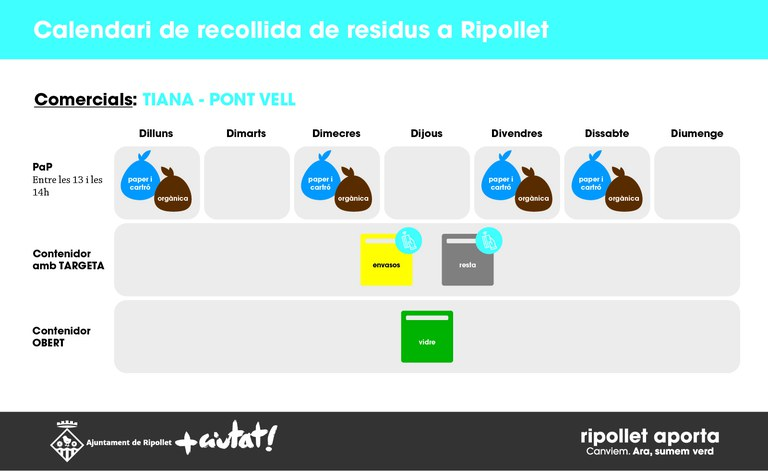 Calendari de recollida de residus a Ripollet
Comercials: TIANA - PONT VELL
Dilluns Dimarts Dimecres Dijous Divendres Dissabte Diumenge
PaP
Entre les 13 i les
14h
paper i
cartró
orgànica
paper i
cartró
orgànica
paper i
cartró
orgànica
paper i
cartró
orgànica
Contenidor
amb TARGETA
envasos
resta
Contenidor
OBERT
vidre
Ajuntament de Ripollet
+ciutat!
ripollet aporta
Canviem. Ara, sumem verd